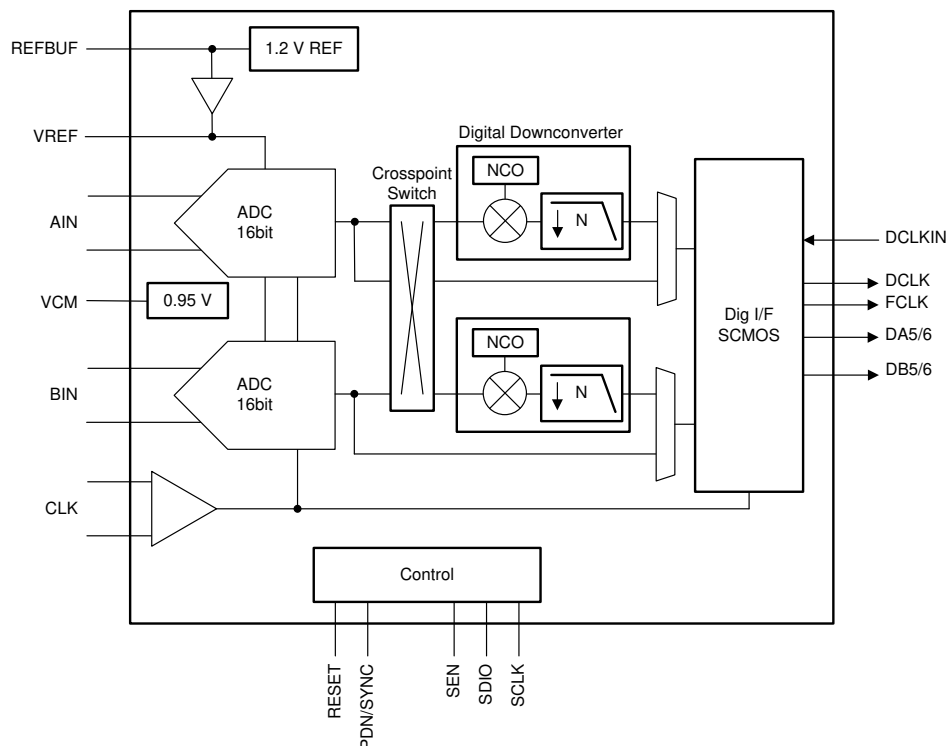 REFBUF
1.2 V REF
VREF
Digital Downconverter
Crosspoint
Switch
NCO
AIN
ADC
16bit
N
DCLKIN
DCLK
FCLK
VCM
0.95 V
Dig I/F
SCMOS
DA5/6
NCO
DB5/6
BIN
ADC
16bit
N
CLK
Control
RESET
PDN/SYNC
SEN
SDIO
SCLK